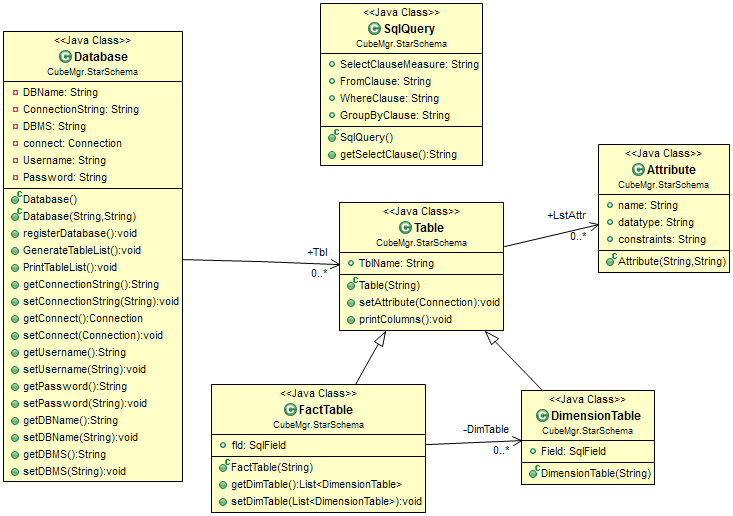 <<Java Class>>
Database
CubeMgr.StarSchema
DBName: String
ConnectionString: String
DBMS: String
connect: Connection
Username: String
Password: String
Database()
Database(String,String)
registerDatabase():void
GenerateTableList():void
PrintTableList():void
getConnectionString():String
setConnectionString(String):void
getConnect():Connection
setConnect(Connection):void
getUsername():String
setUsername(String):void
getPassword():String
setPassword(String):void
getDBName():String
setDBName(String):void
getDBMS():String
setDBMS(String):void
<<Java Class>>
SqlQuery
CubeMgr.StarSchema
SelectClauseMeasure: String
FromClause: String
WhereClause: String
GroupByClause: String
SqlQuery()
getSelectClause():String
+Tbl
0..*
<<Java Class>>
Table
CubeMgr.StarSchema
TblName: String
Table(String)
setAttribute(Connection):void
printColumns():void
+LstAttr
0..*
<<Java Class>>
Attribute
CubeMgr.StarSchema
name: String
datatype: String
constraints: String
Attribute(String,String)
<<Java Class>>
FactTable
CubeMgr.StarSchema
fld: SqlField
FactTable(String)
getDimTable():List<DimensionTable>
setDimTable(List<DimensionTable>):void
-DimTable
0..*
<<Java Class>>
DimensionTable
CubeMgr.StarSchema
Field: SqlField
DimensionTable(String)